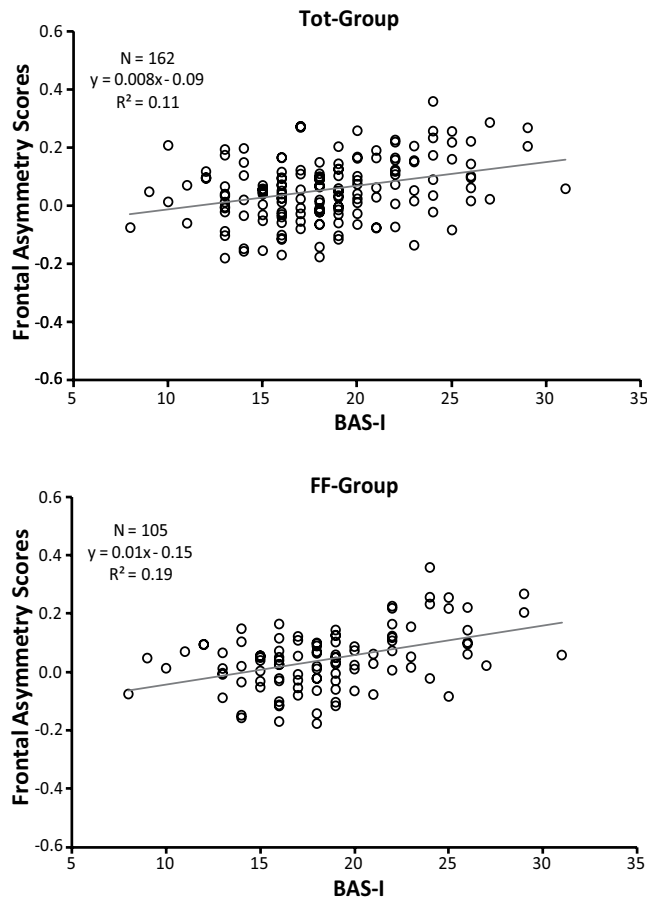 Tot-Group
0.6
N = 162
y = 0.008x - 0.09
R² = 0.11
0.4
0.2
0.0
-0.2
-0.4
-0.6
Frontal Asymmetry Scores
5 10 15 20 25 30 35
BAS-I
FF-Group
0.6
N = 105
y = 0.01x - 0.15
R² = 0.19
0.4
0.2
0.0
-0.2
-0.4
-0.6
Frontal Asymmetry Scores
5 10 15 20 25 30 35
BAS-I